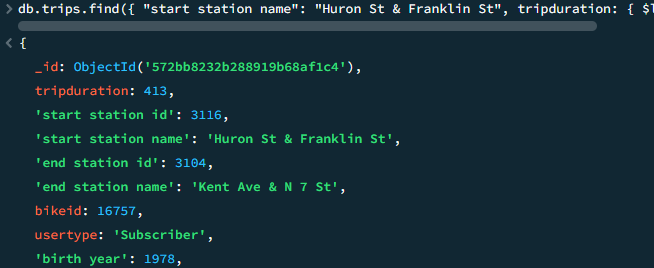 > db.trips.find({ "start station name": "Huron St & Franklin St", tripduration: { $l
< {
_id: ObjectId('572bb8232b288919b68af1c4'),
tripduration: 413,
'start station id': 3116,
'start station name': 'Huron St & Franklin St',
'end station id': 3104,
'end station name': 'Kent Ave & N 7 St',
bikeid: 16757,
usertype: 'Subscriber',
'birth year': 1978,